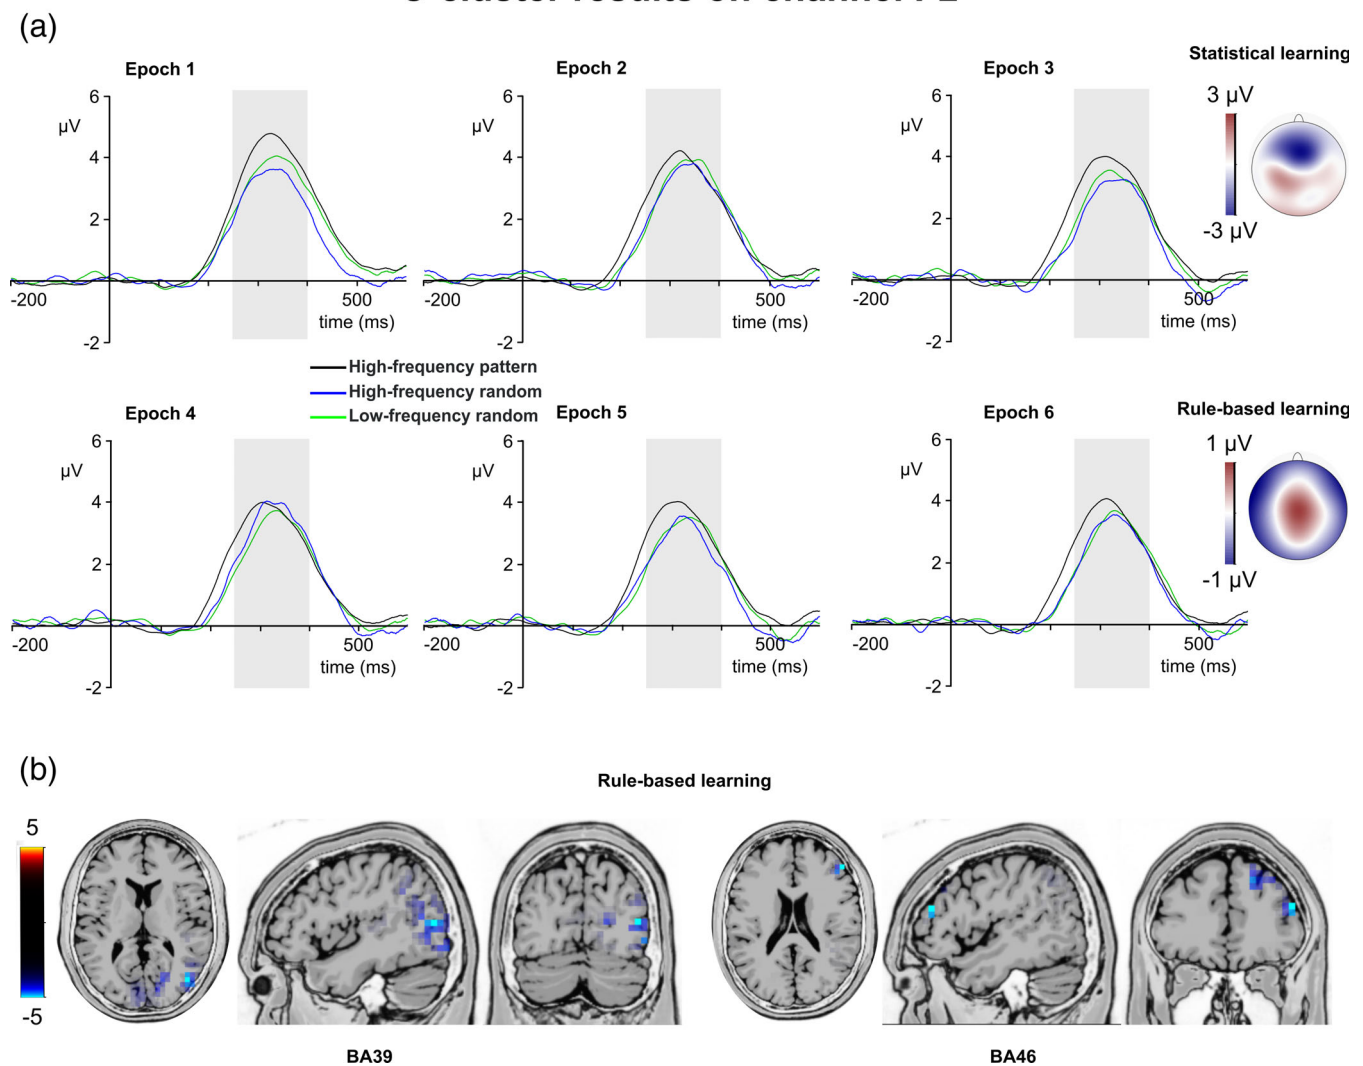 (a)
Epoch 1
Epoch 2
Epoch 3
Statistical learning
6
μV
4
2
-200
500
time (ms)
-2
6
μV
4
2
-200
500
time (ms)
-2
6
μV
4
2
-200
500
time (ms)
-2
3 μV
-3 μV
High-frequency pattern
High-frequency random
Low-frequency random
Epoch 4
Epoch 5
Epoch 6
Rule-based learning
6
μV
4
2
-200
500
time (ms)
-2
6
μV
4
2
-200
500
time (ms)
-2
6
μV
4
2
-200
500
time (ms)
-2
1 μV
-1 μV
(b)
Rule-based learning
5
-5
BA39
BA46